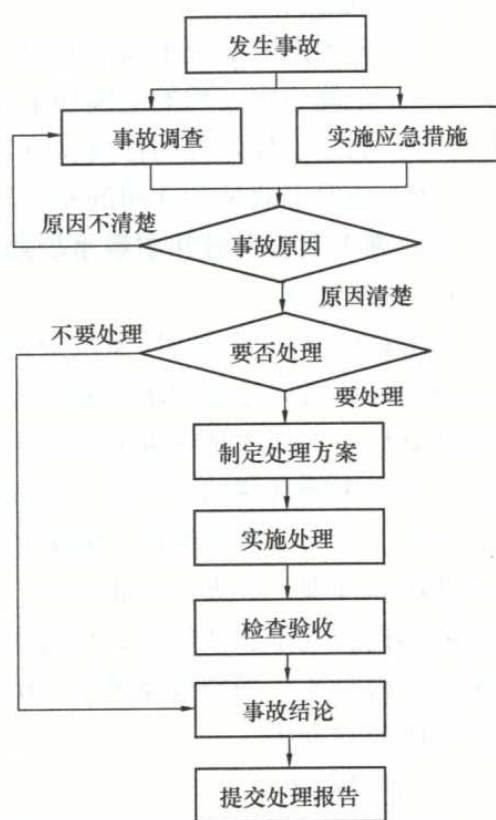 发生事故
事故调查
实施应急措施
原因不清楚
事故原因
原因清楚
不要处理
要否处理
要处理
制定处理方案
实施处理
检查验收
事故结论
提交处理报告